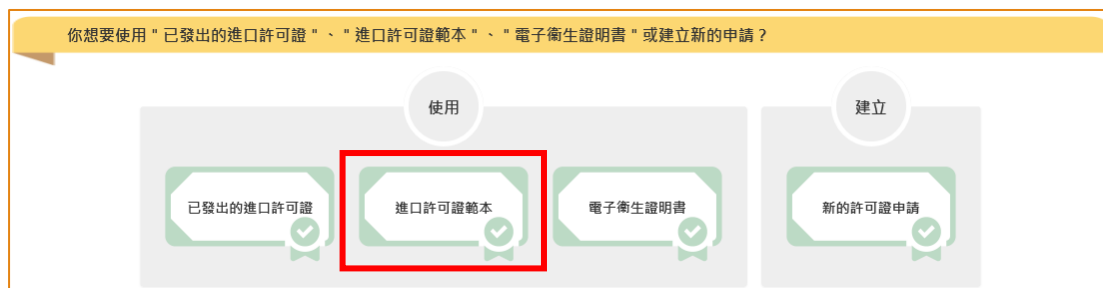 你想要使用 " 已發出的進口許可證 " 、 " 進口許可證範本 " 、 " 電子衞生證明書 " 或建立新的申請？
使用
建立
已發出的進口許可證
進口許可證範本
電子衞生證明書
新的許可證申請